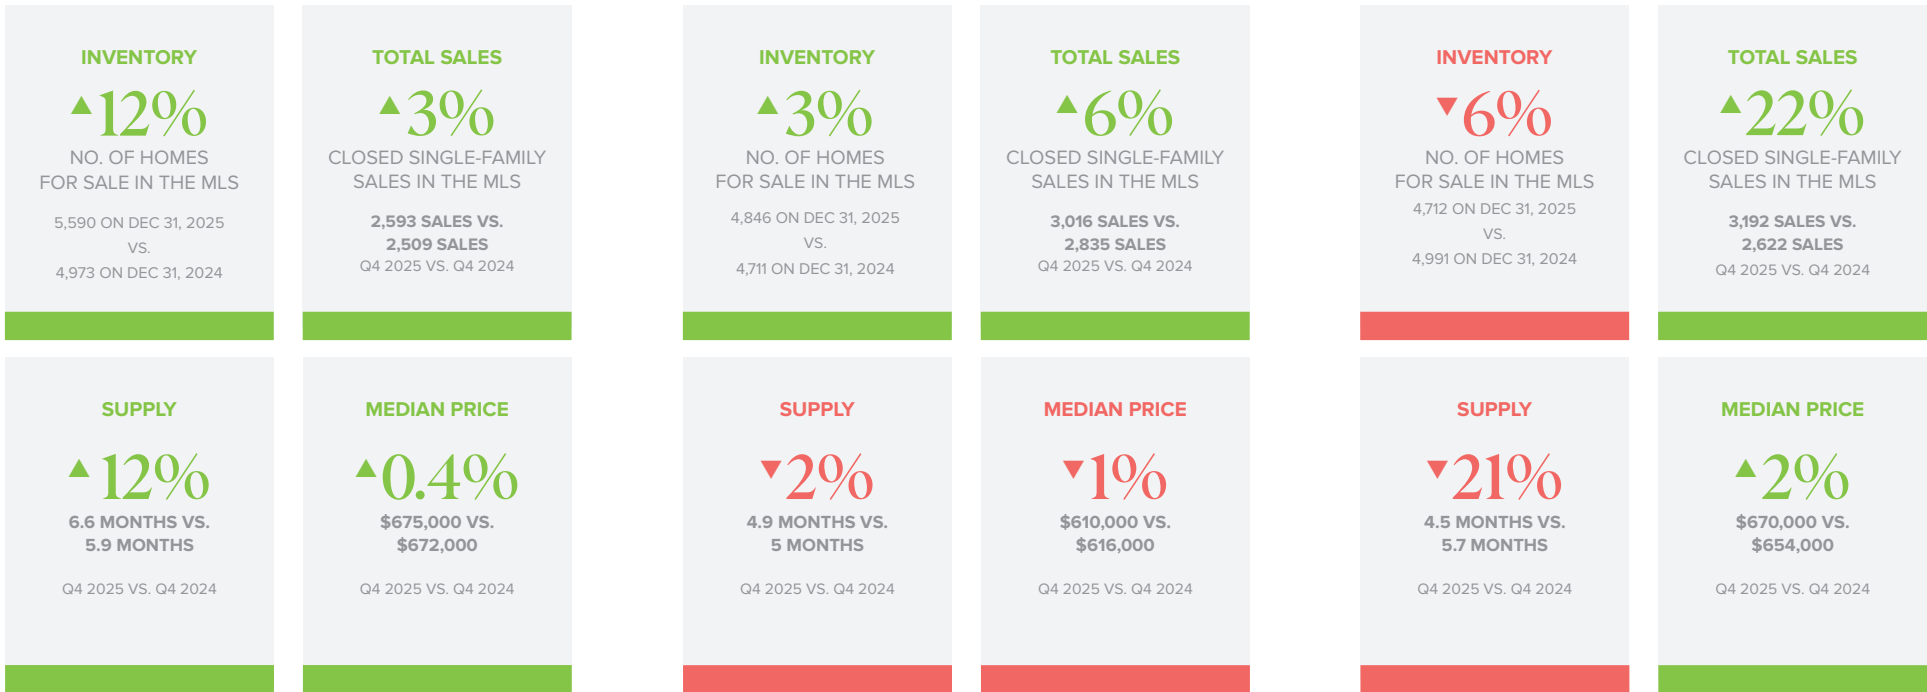 INVENTORY
▲12%
NO. OF HOMES
FOR SALE IN THE MLS
5,590 ON DEC 31, 2025
VS.
4,973 ON DEC 31, 2024
TOTAL SALES
▲3%
CLOSED SINGLE-FAMILY
SALES IN THE MLS
2,593 SALES VS.
2,509 SALES
Q4 2025 VS. Q4 2024
SUPPLY
▲12%
6.6 MONTHS VS.
5.9 MONTHS
Q4 2025 VS. Q4 2024
MEDIAN PRICE
▲0.4%
$675,000 VS.
$672,000
Q4 2025 VS. Q4 2024
INVENTORY
▲3%
NO. OF HOMES
FOR SALE IN THE MLS
4,846 ON DEC 31, 2025
VS.
4,711 ON DEC 31, 2024
TOTAL SALES
▲6%
CLOSED SINGLE-FAMILY
SALES IN THE MLS
3,016 SALES VS.
2,835 SALES
Q4 2025 VS. Q4 2024
SUPPLY
▼2%
4.9 MONTHS VS.
5 MONTHS
Q4 2025 VS. Q4 2024
MEDIAN PRICE
▼1%
$610,000 VS.
$616,000
Q4 2025 VS. Q4 2024
INVENTORY
▼6%
NO. OF HOMES
FOR SALE IN THE MLS
4,712 ON DEC 31, 2025
VS.
4,991 ON DEC 31, 2024
TOTAL SALES
▲22%
CLOSED SINGLE-FAMILY
SALES IN THE MLS
3,192 SALES VS.
2,622 SALES
Q4 2025 VS. Q4 2024
SUPPLY
▼21%
4.5 MONTHS VS.
5.7 MONTHS
Q4 2025 VS. Q4 2024
MEDIAN PRICE
▲2%
$670,000 VS.
$654,000
Q4 2025 VS. Q4 2024